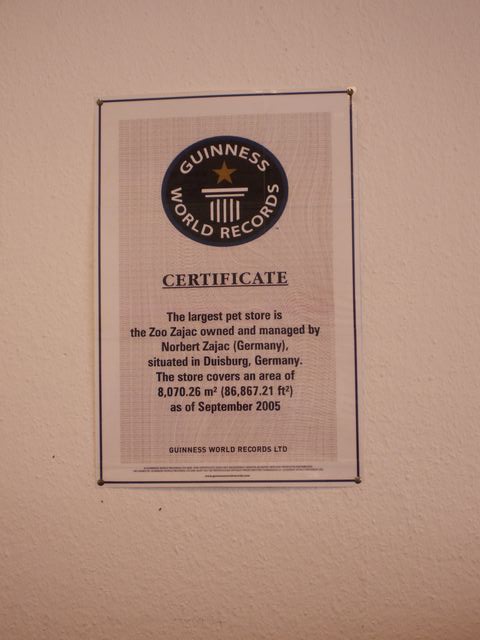 GUINNESS
WORLD RECORDS
CERTIFICATE
The largest pet store is
the Zoo Zajac owned and managed by
Norbert Zajac (Germany),
situated in Duisburg, Germany.
The store covers an area of
8,070.26 m² (86,867.21 ft²)
as of September 2005
GUINNESS WORLD RECORDS LTD